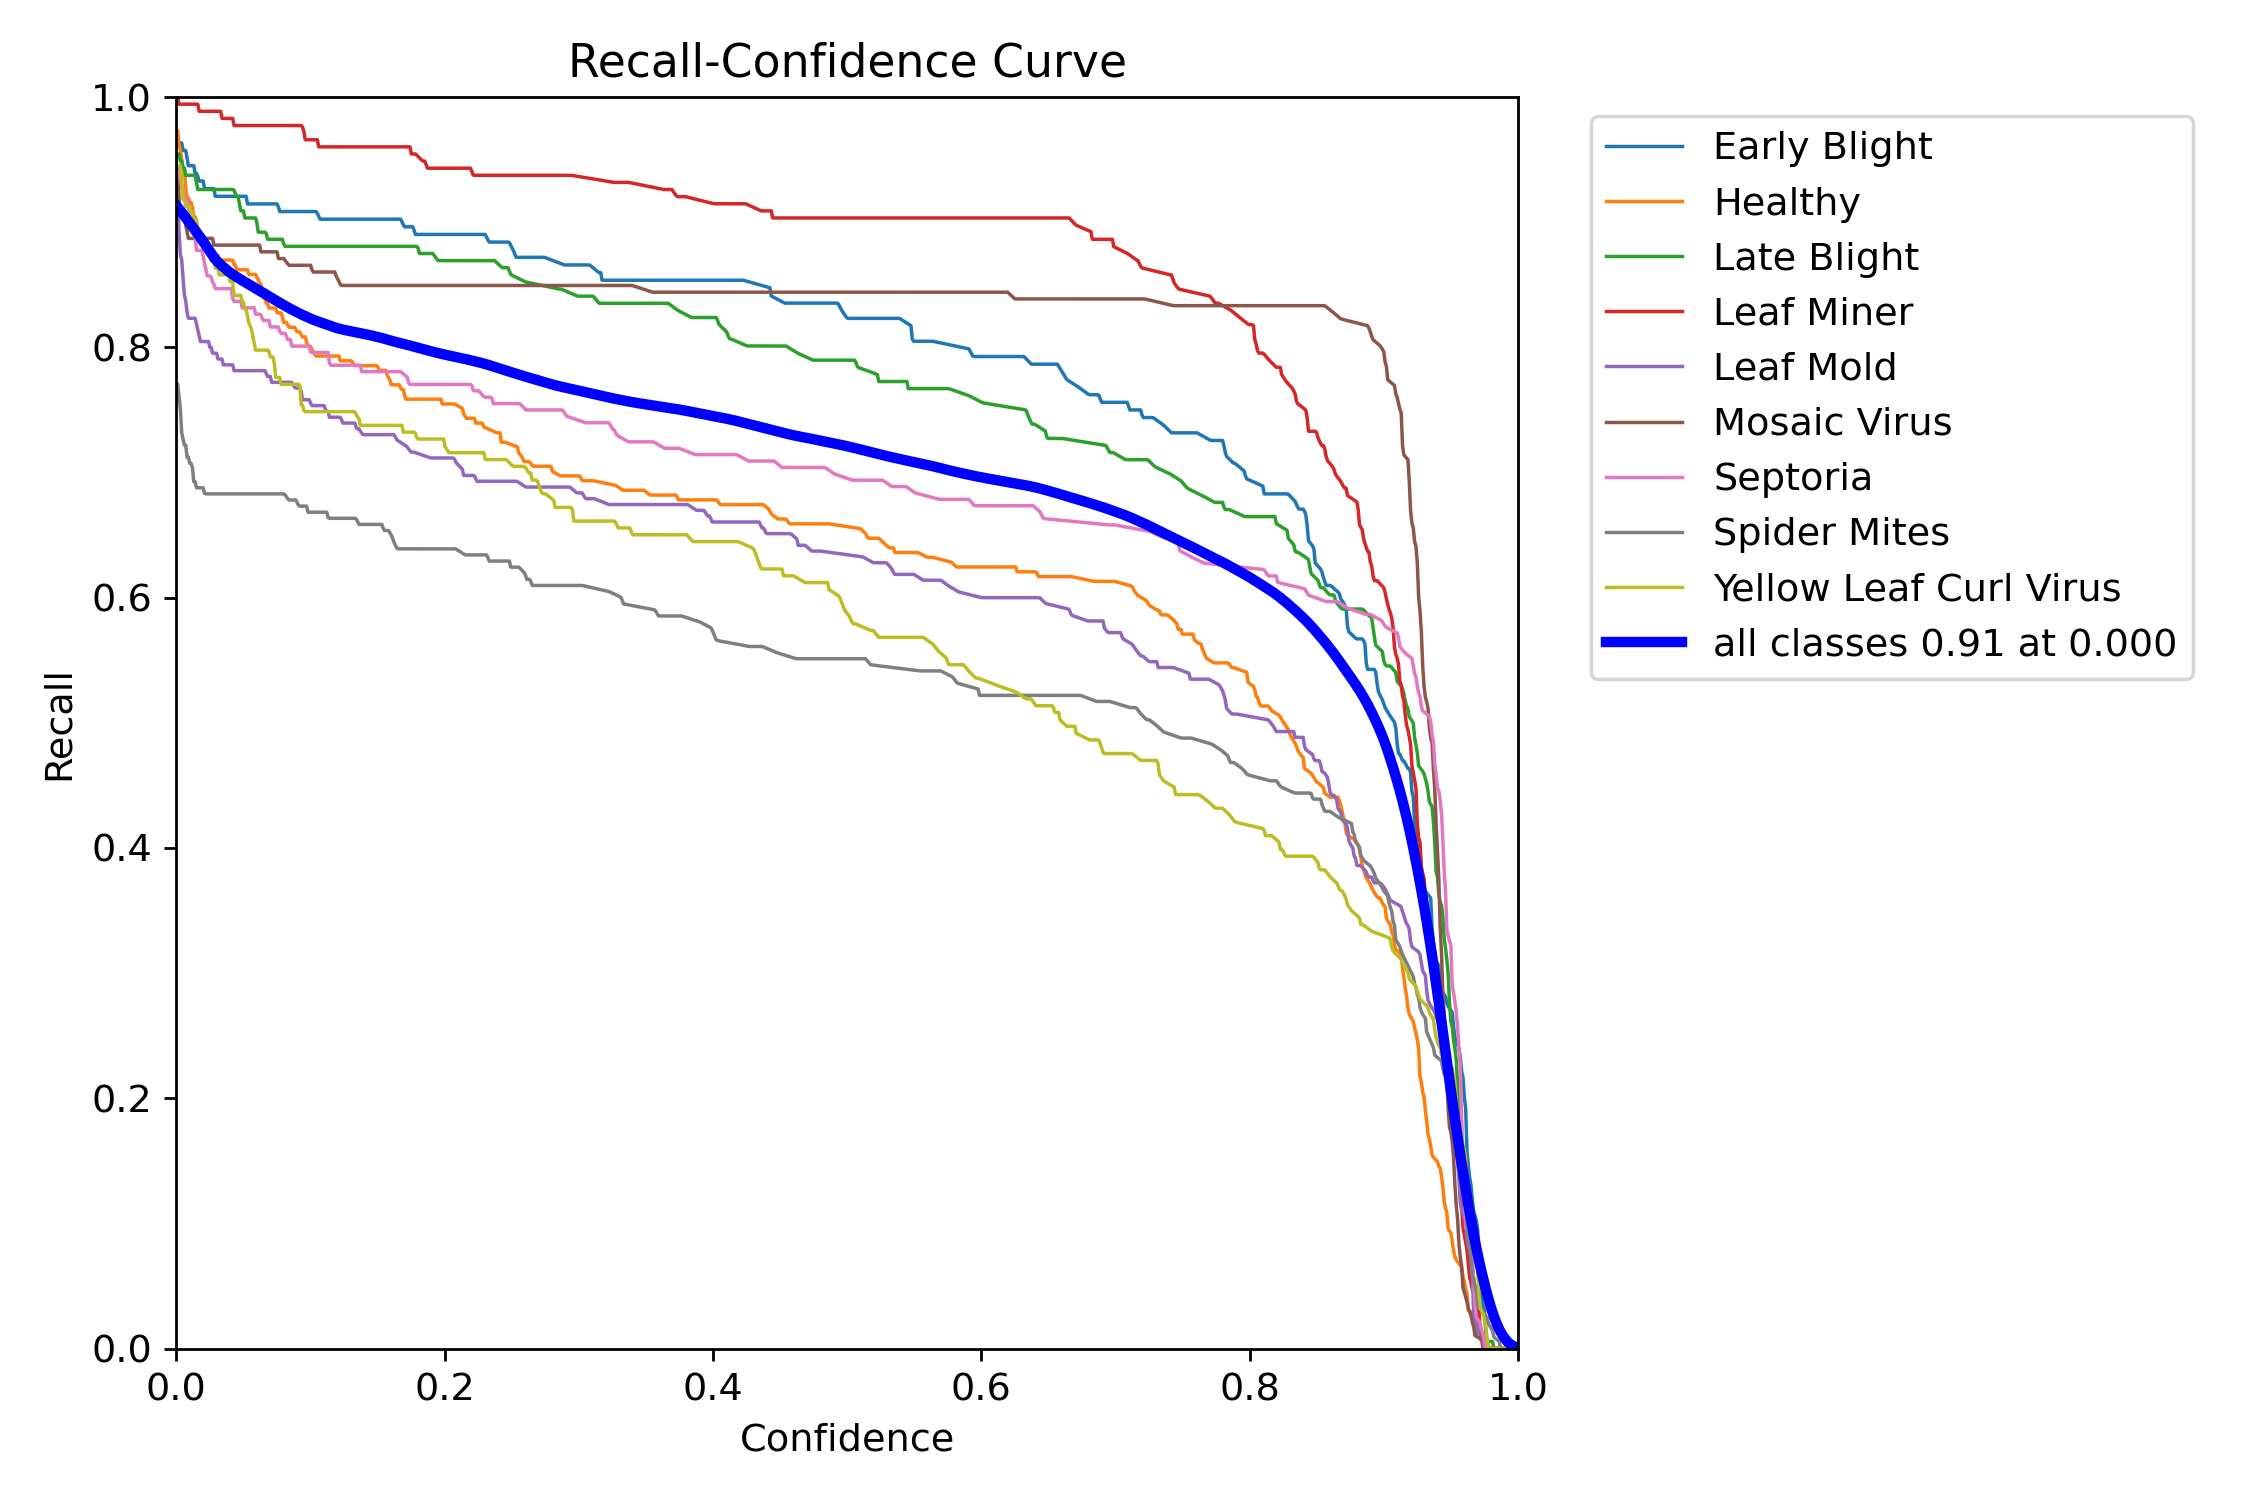 Recall-Confidence Curve
1.0
0.8
0.6
0.4
0.2
0.0
Recall
0.0 0.2 0.4 0.6 0.8 1.0
Confidence
Early Blight
Healthy
Late Blight
Leaf Miner
Leaf Mold
Mosaic Virus
Septoria
Spider Mites
Yellow Leaf Curl Virus
all classes 0.91 at 0.000